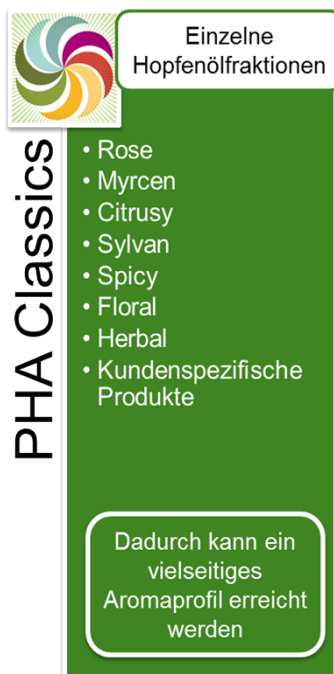 Einzelne
Hopfenölfraktionen
PHA Classics
• Rose
• Myrcen
• Citrusy
• Sylvan
• Spicy
• Floral
• Herbal
• Kundenspezifische
Produkte
Dadurch kann ein
vielseitiges
Aromaprofil erreicht
werden